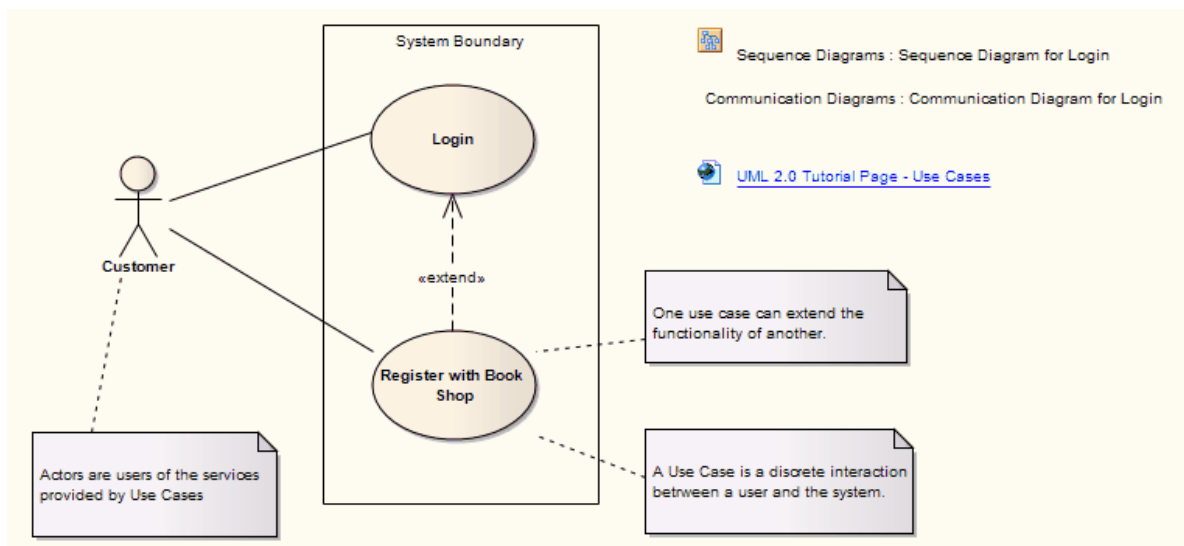 System Boundary
Sequence Diagrams : Sequence Diagram for Login
Communication Diagrams : Communication Diagram for Login
Login
UML 2.0 Tutorial Page - Use Cases
Customer
«extend»
One use case can extend the
functionality of another.
Register with Book
Shop
Actors are users of the services
provided by Use Cases
A Use Case is a discrete interaction
between a user and the system.